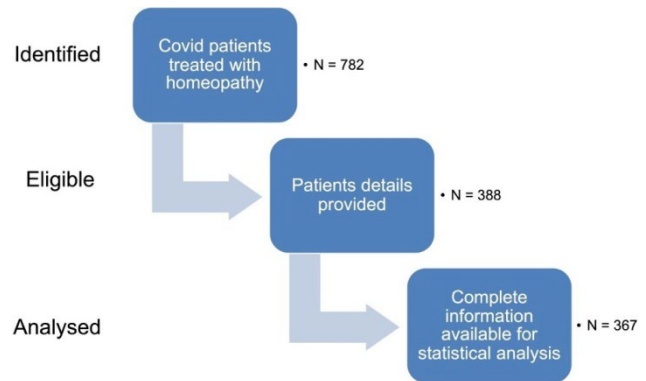 Identified
Covid patients
treated with
homeopathy
• N = 782
Eligible
Patients details
provided
• N = 388
Analysed
Complete
information
available for
statistical analysis
• N = 367